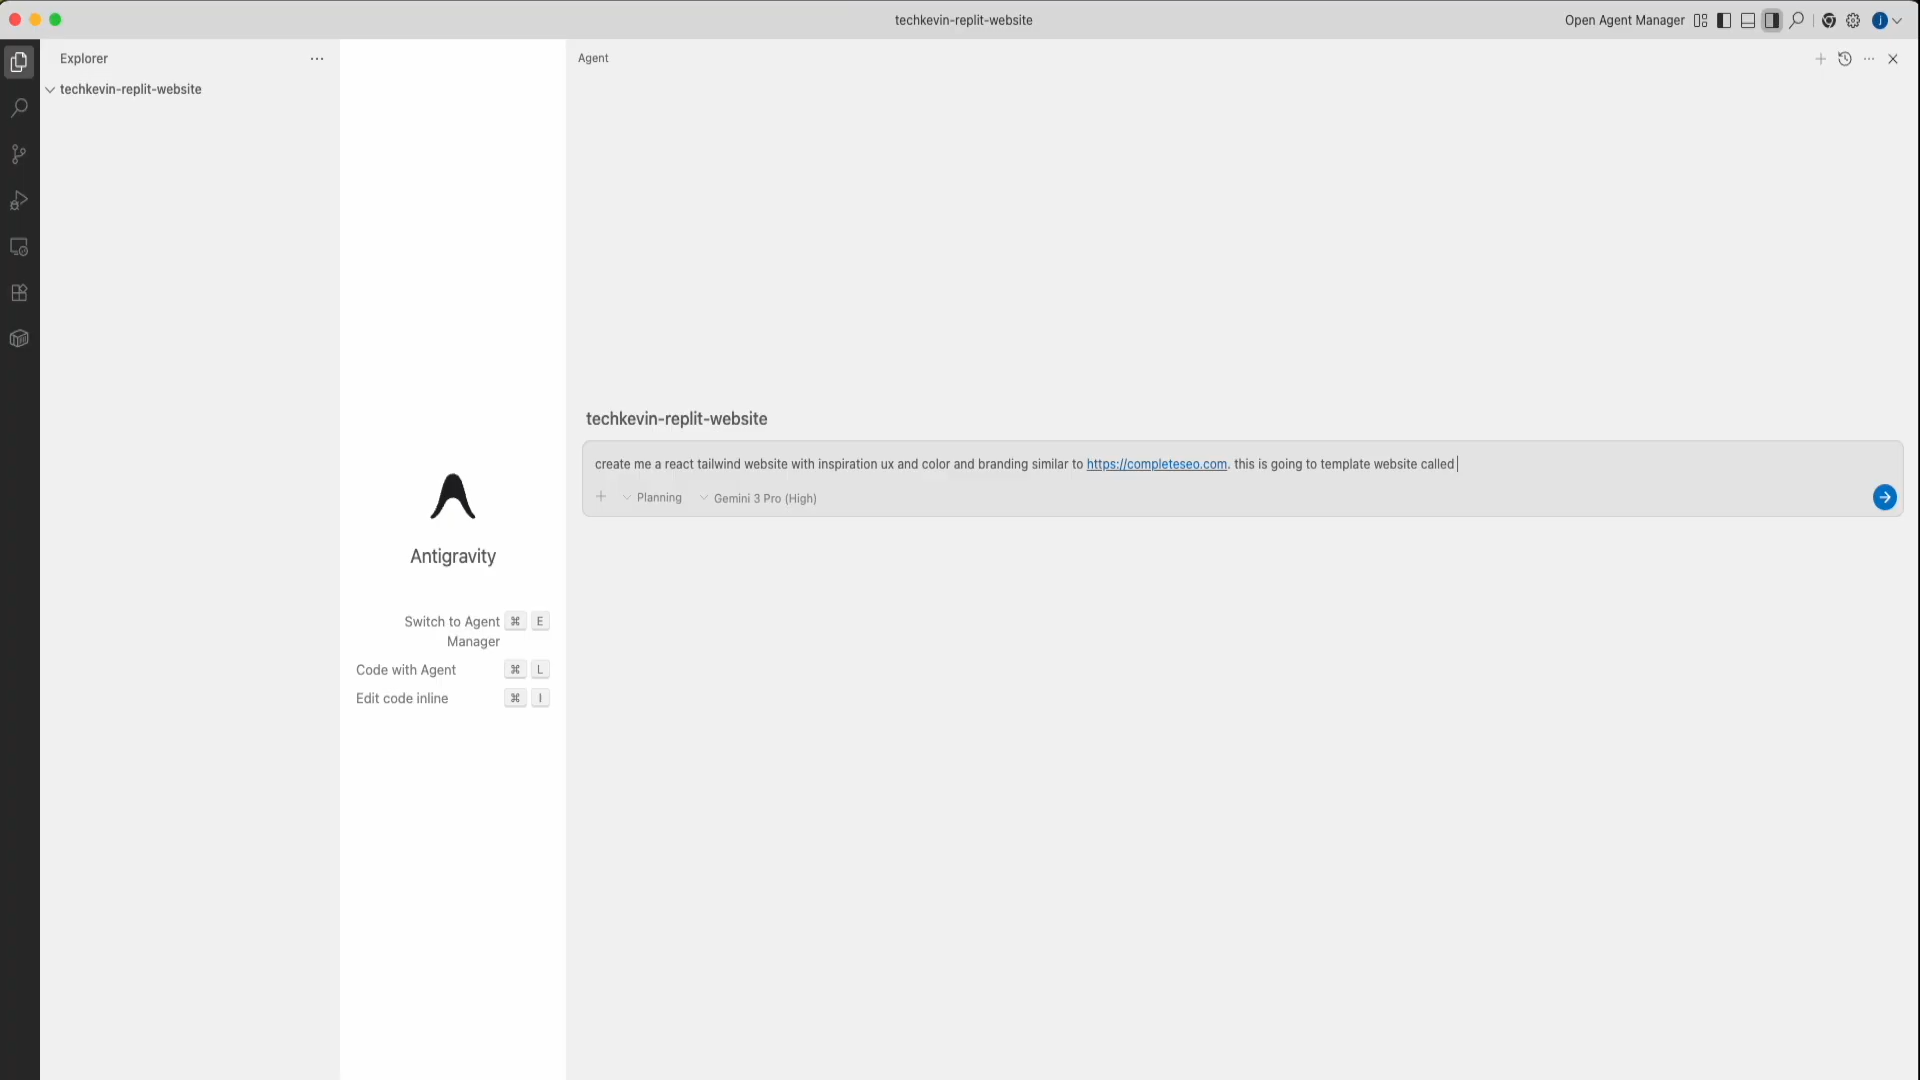 techkevin-replit-website
Open Agent Manager
J
Explorer
techkevin-replit-website
Agent
techkevin-replit-website
create me a react tailwind website with inspiration ux and color and branding similar to https://completeseo.com. this is going to template website called
Planning
Gemini 3 Pro (High)
Antigravity
Switch to Agent Manager ⌘ E
Code with Agent ⌘ L
Edit code inline ⌘ I